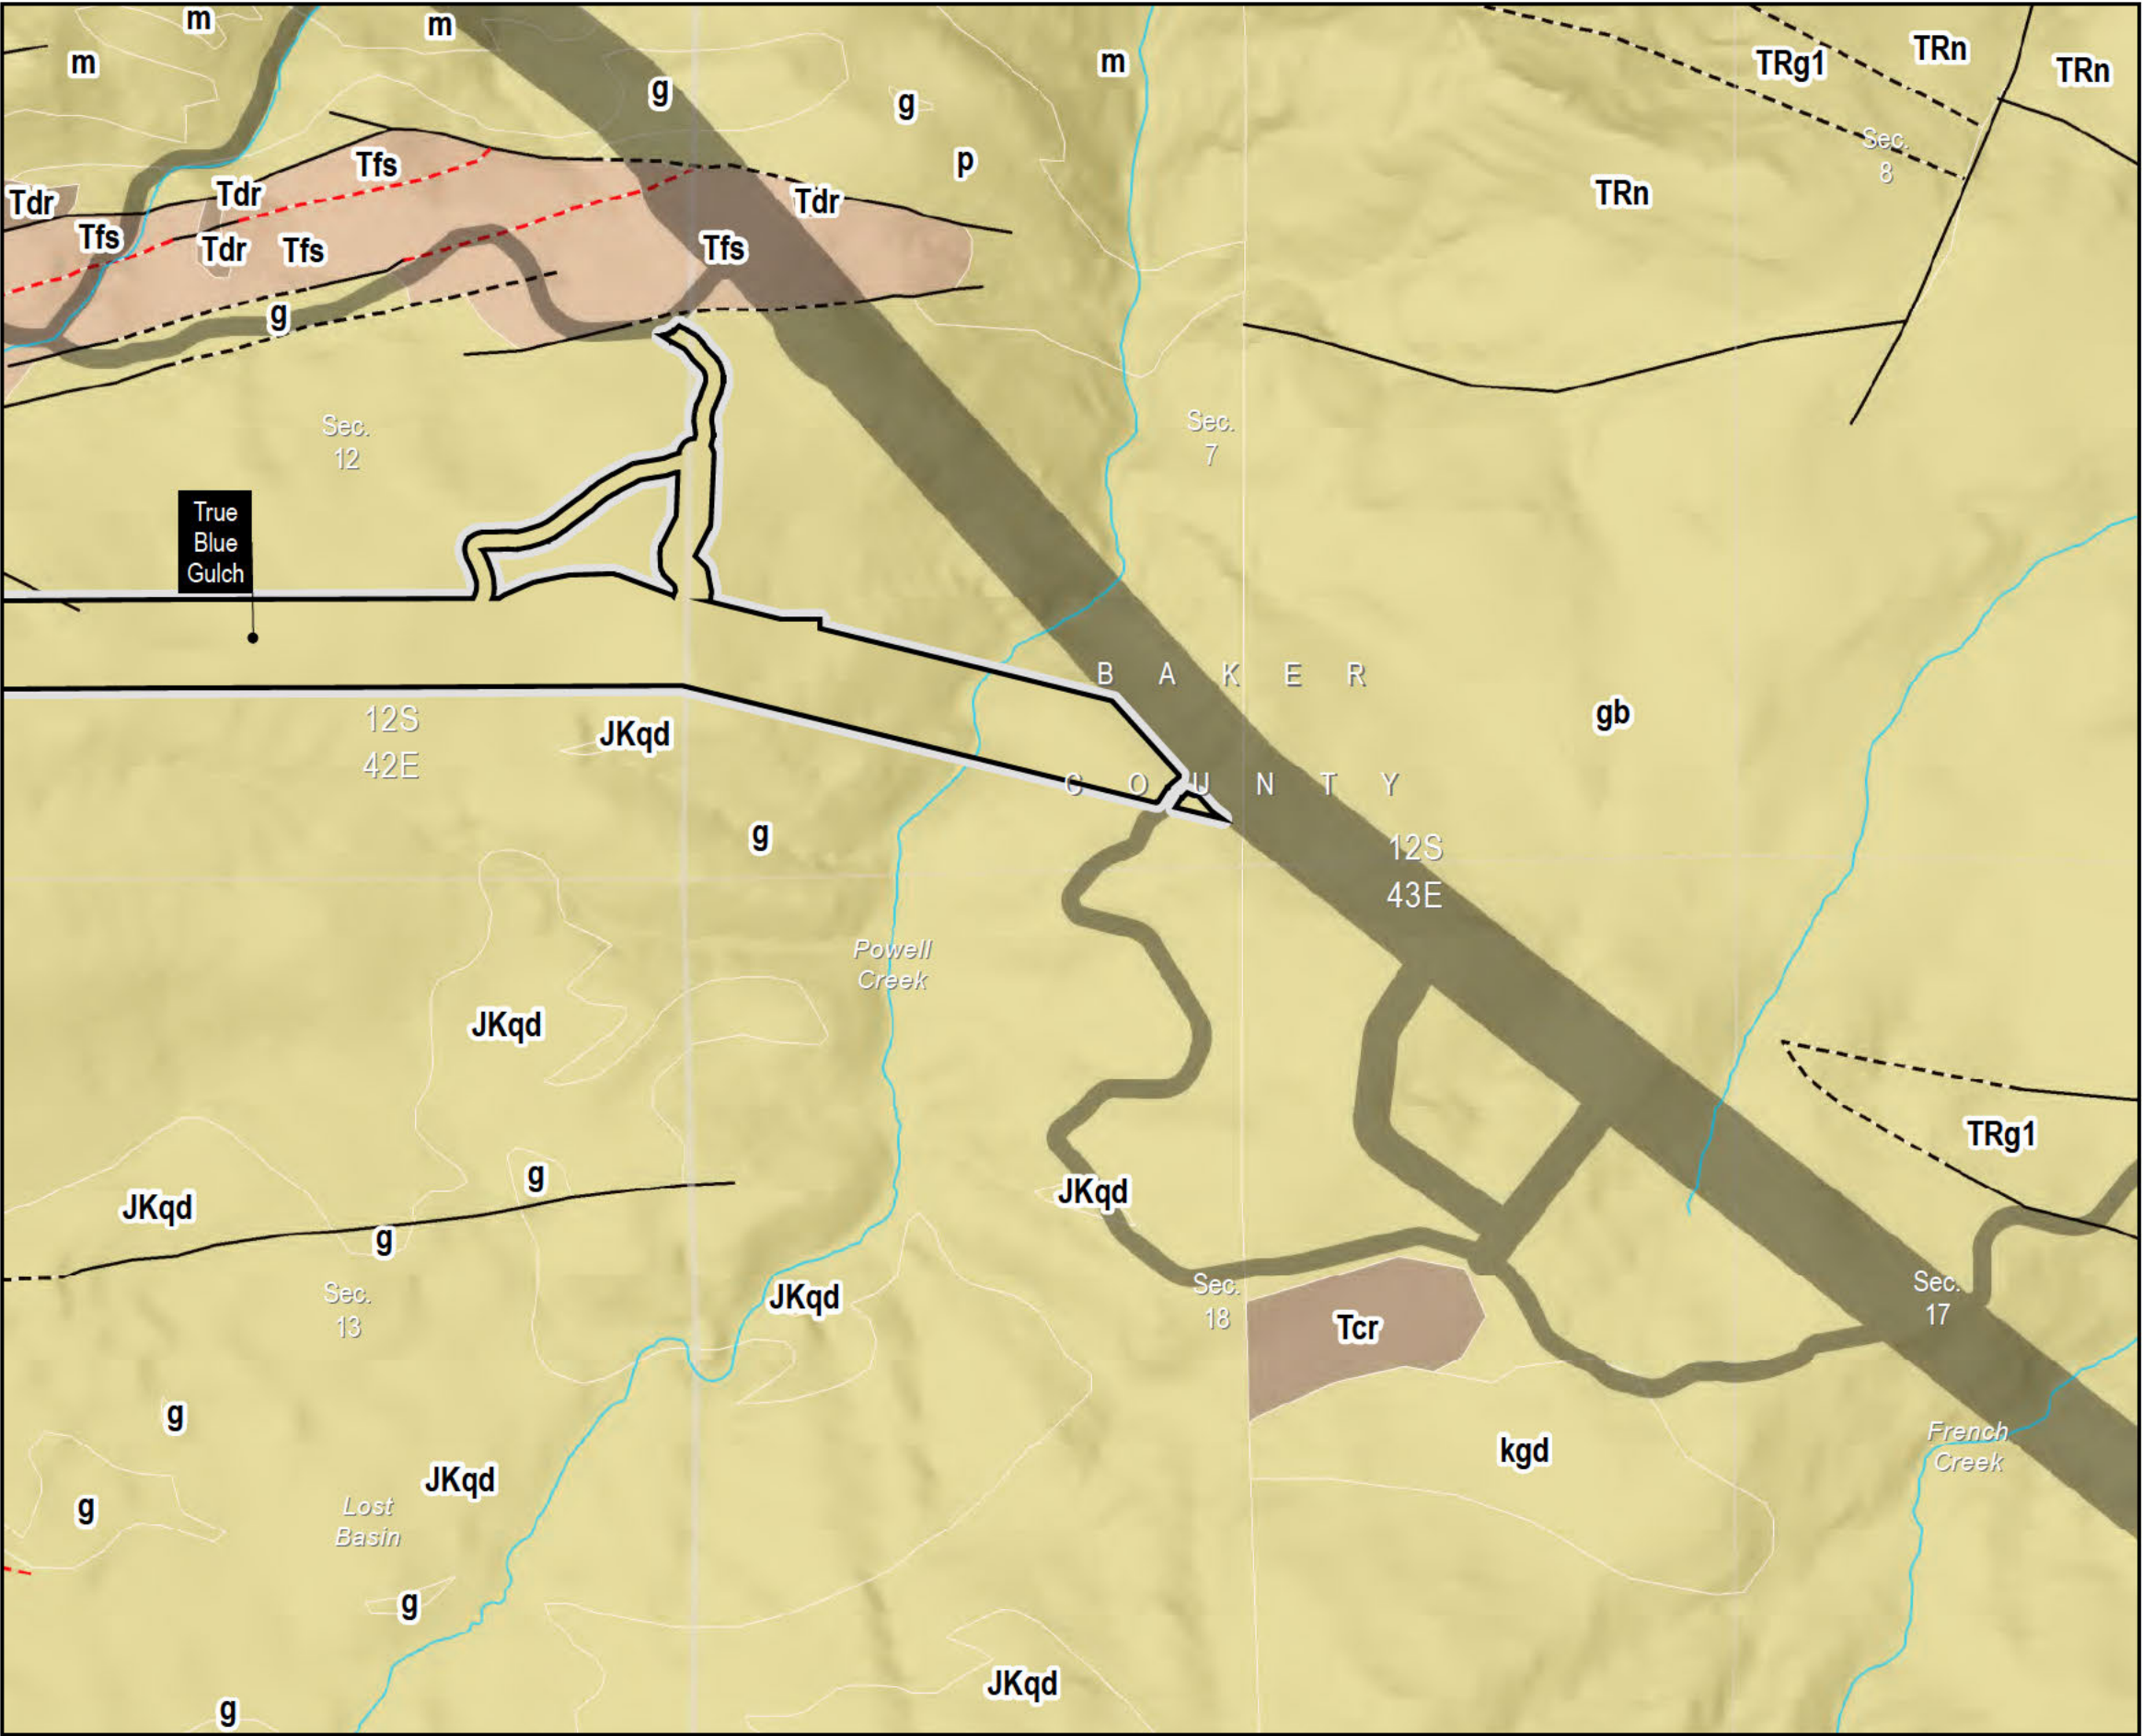 m
m
m
m
g
g
p
TRg1
TRn
TRn
Sec.
8
TRn
Tfs
Tdr
Tdr
Tdr
Tfs
Tdr
Tfs
Tfs
g
Sec.
12
Sec.
7
True
Blue
Gulch
B A K E R
C O U N T Y
12S
42E
JKqd
gb
g
12S
43E
Powell
Creek
JKqd
TRg1
g
JKqd
JKqd
g
Sec.
13
JKqd
Sec.
18
Tcr
Sec.
17
g
kgd
French
Creek
JKqd
g
Lost
Basin
g
JKqd
g